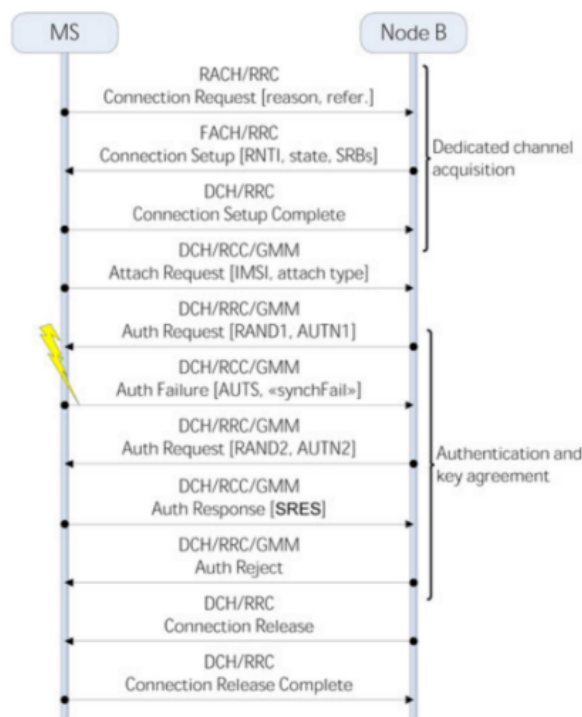 MS
Node B
RACH/RRC
Connection Request [reason, refer.]
FACH/RRC
Connection Setup [RNTI, state, SRBs]
DCH/RRC
Connection Setup Complete
Dedicated channel
acquisition
DCH/RCC/GMM
Attach Request [IMSI, attach type]
DCH/RRC/GMM
Auth Request [RAND1, AUTN1]
DCH/RCC/GMM
Auth Failure [AUTS, «synchFail»]
DCH/RRC/GMM
Auth Request [RAND2, AUTN2]
DCH/RCC/GMM
Auth Response [SRES]
DCH/RRC/GMM
Auth Reject
Authentication and
key agreement
DCH/RRC
Connection Release
DCH/RRC
Connection Release Complete